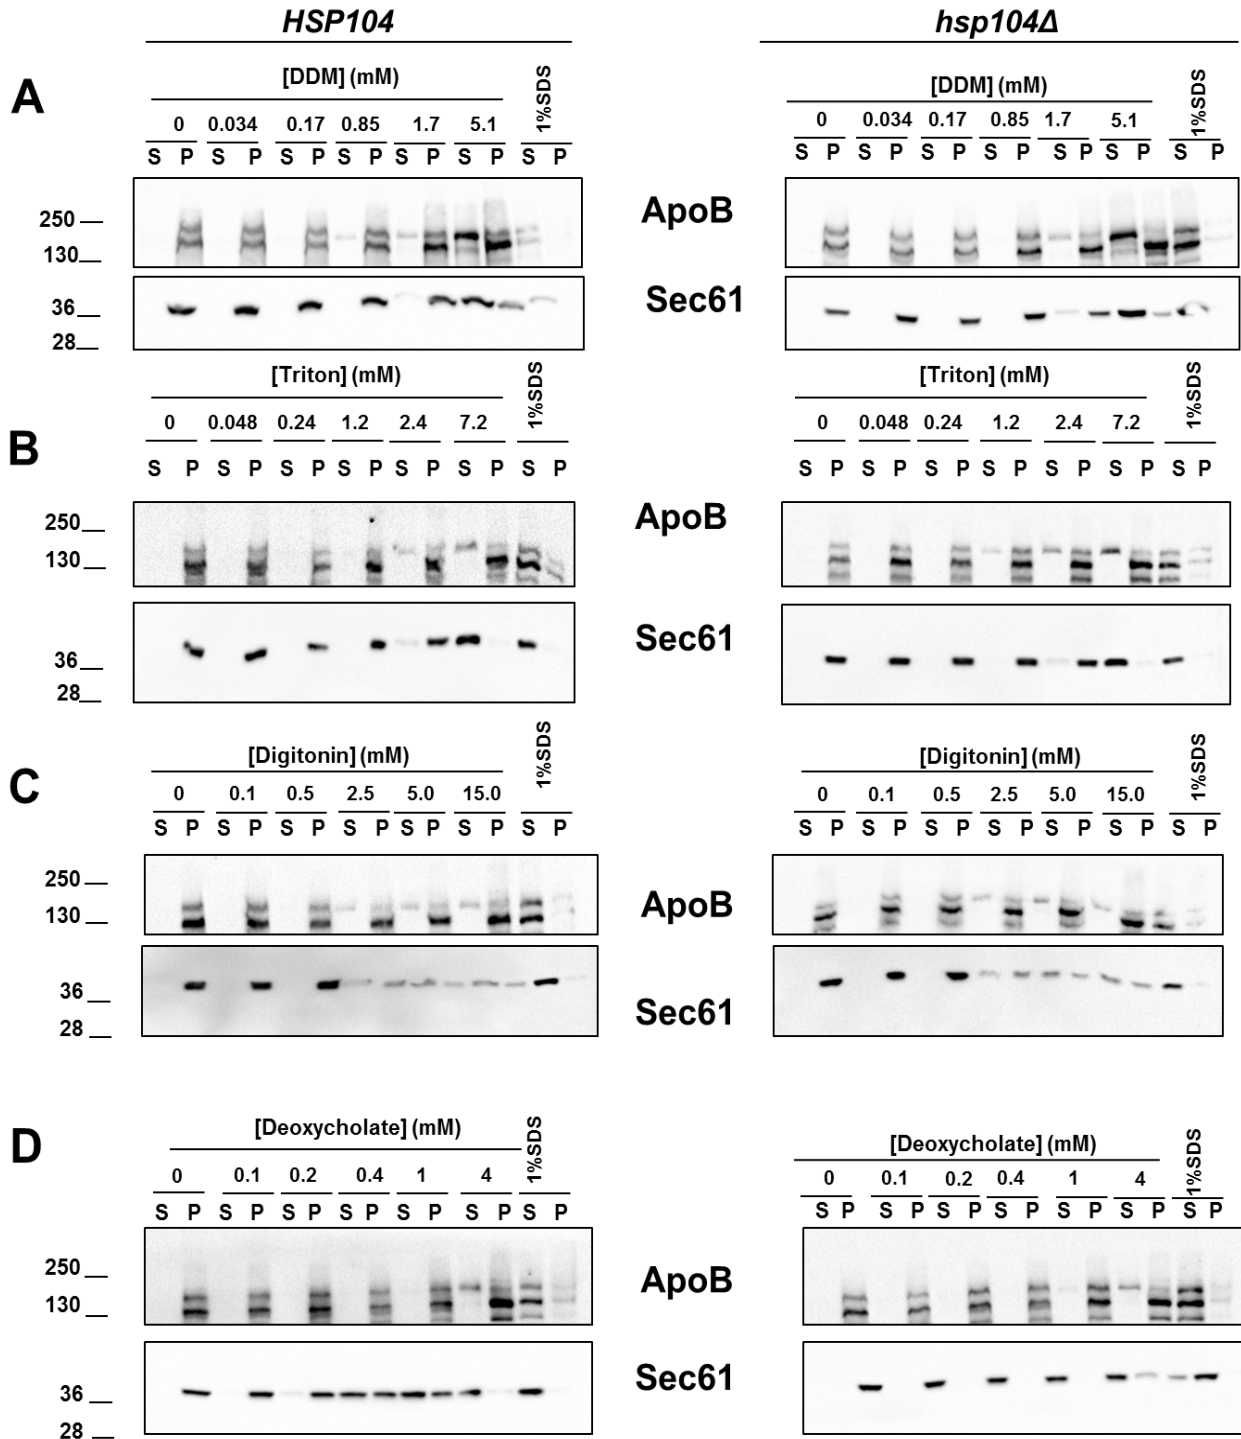 HSP104 hsp104Δ
A
[DDM] (mM) 1%SDS [DDM] (mM) 1%SDS
0 0.034 0.17 0.85 1.7 5.1 0 0.034 0.17 0.85 1.7 5.1
S P S P S P S P S P S P S P S P S P S P S P S P S P S P
250 ApoB
130
36 Sec61
28
B
[Triton] (mM) 1%SDS [Triton] (mM) 1%SDS
0 0.048 0.24 1.2 2.4 7.2 0 0.048 0.24 1.2 2.4 7.2
S P S P S P S P S P S P S P S P S P S P S P S P S P S P
250 ApoB
130
Sec61
36
28
C
[Digitonin] (mM) 1%SDS [Digitonin] (mM) 1%SDS
0 0.1 0.5 2.5 5.0 15.0 0 0.1 0.5 2.5 5.0 15.0
S P S P S P S P S P S P S P S P S P S P S P S P S P S P
250 ApoB
130
36 Sec61
28
D
[Deoxycholate] (mM) 1%SDS [Deoxycholate] (mM) 1%SDS
0 0.1 0.2 0.4 1 4 0 0.1 0.2 0.4 1 4
S P S P S P S P S P S P S P S P S P S P S P S P S P S P
250 ApoB
130
36 Sec61
28